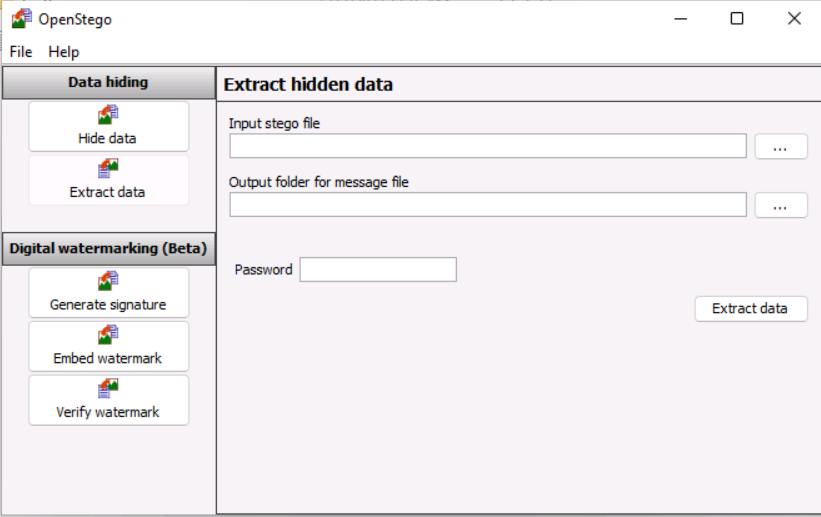 OpenStego
File Help
Data hiding
Hide data
Extract data
Digital watermarking (Beta)
Generate signature
Embed watermark
Verify watermark
Extract hidden data
Input stego file
...
Output folder for message file
...
Password
Extract data